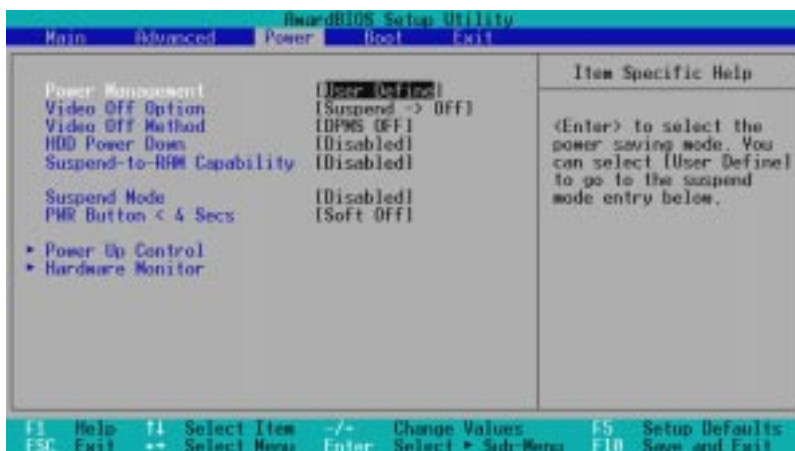 AwardBIOS Setup Utility
Main Advanced Power Boot Exit
Power Management [User Define]
Video Off Option [Suspend -> Off]
Video Off Method [DPMS OFF]
HDD Power Down [Disabled]
Suspend-to-RAM Capability [Disabled]
Suspend Mode [Disabled]
PWR Button < 4 Secs [Soft Off]
▸ Power Up Control
▸ Hardware Monitor
Item Specific Help
<Enter> to select the
power saving mode. You
can select [User Define]
to go to the suspend
mode entry below.
F1 Help ↑↓ Select Item -/+ Change Values F5 Setup Defaults
ESC Exit ←→ Select Menu Enter Select ▸ Sub-Menu F10 Save and Exit